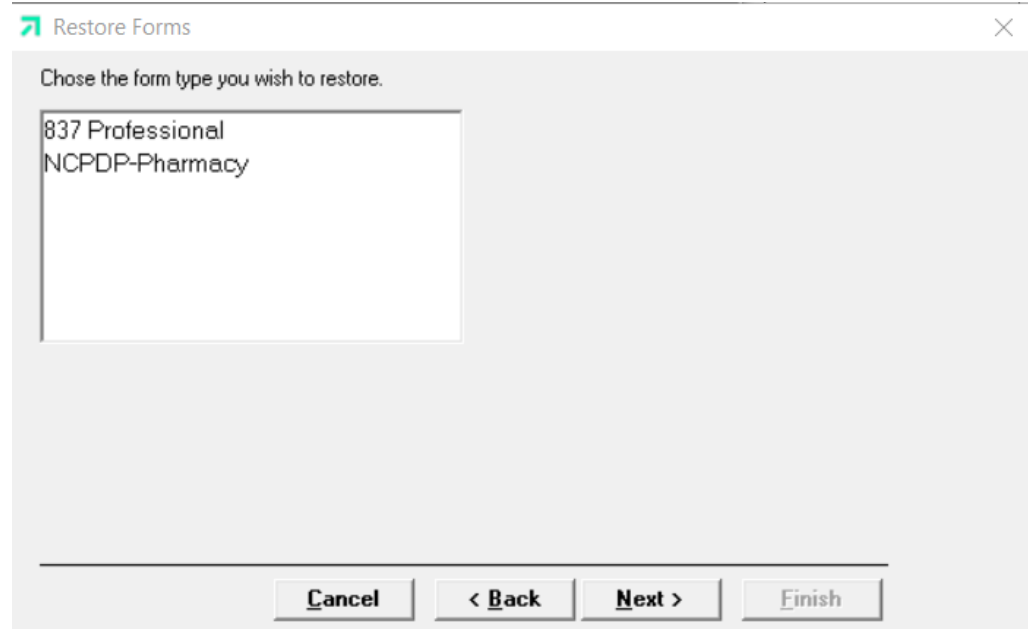 Restore Forms
Chose the form type you wish to restore.
837 Professional
NCPDP-Pharmacy
Cancel
< Back
Next >
Finish